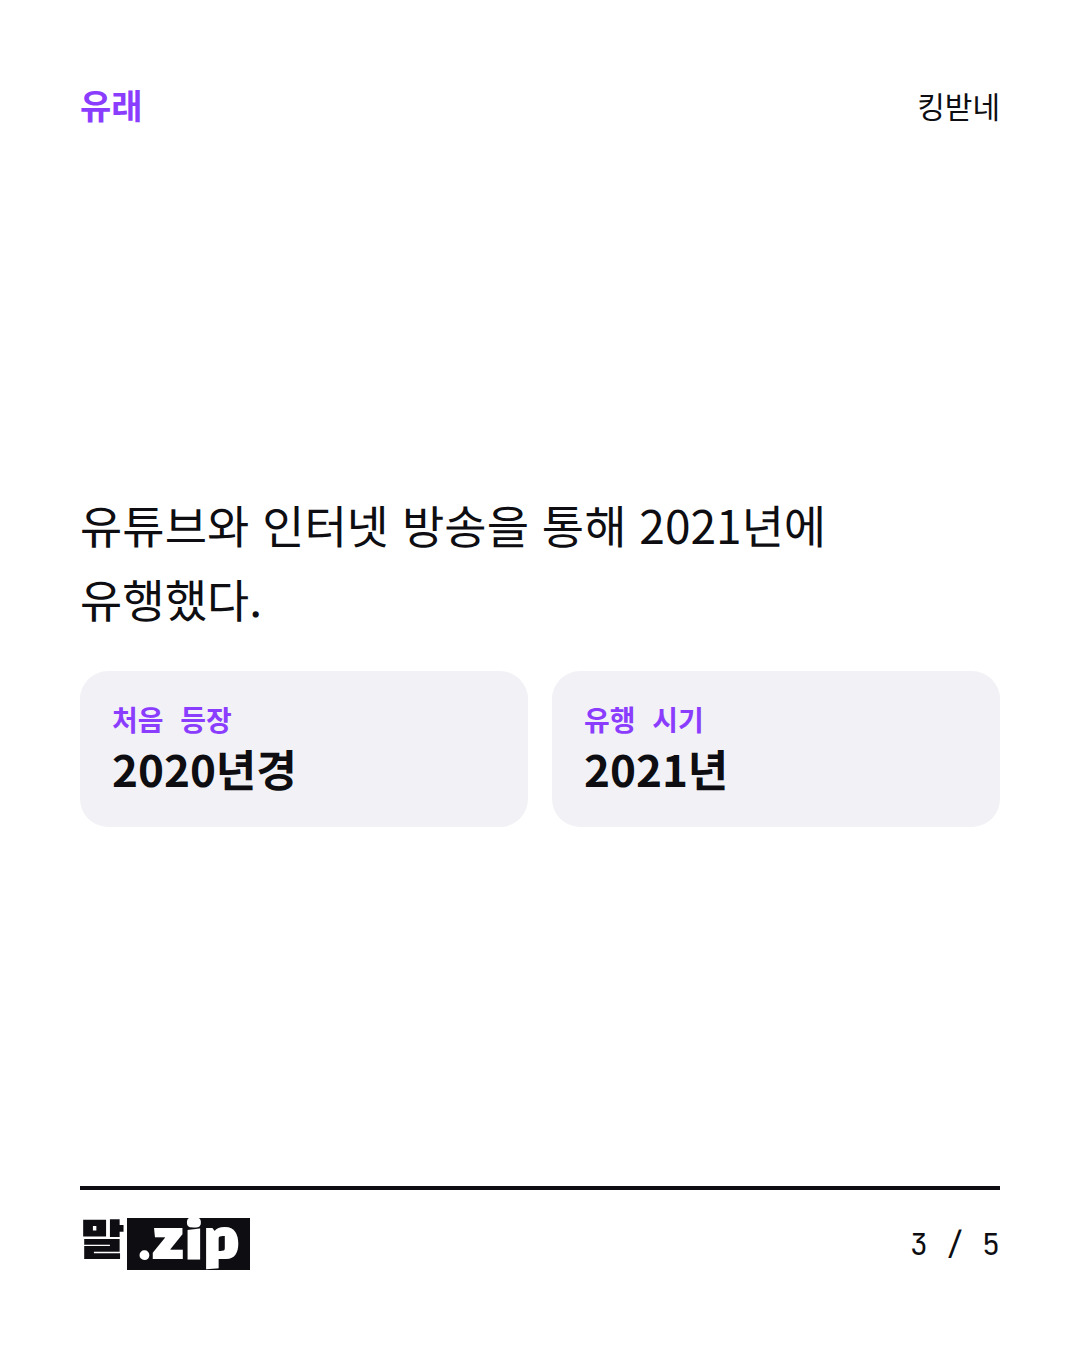 유래
킹받네
유튜브와 인터넷 방송을 통해 2021년에
유행했다.
처음 등장
2020년경
유행 시기
2021년
말.zip
3 / 5